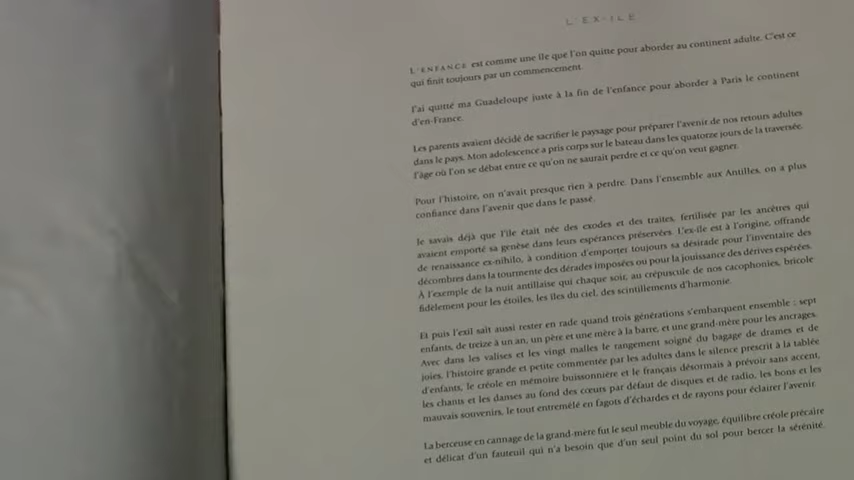 L'EX-ILE
L'ENFANCE est comme une île que l'on quitte pour aborder au continent adulte. C'est ce
qui finit toujours par un commencement.
J'ai quitté ma Guadeloupe juste à la fin de l'enfance pour aborder à Paris le continent
d'en-France.
Les parents avaient décidé de sacrifier le paysage pour préparer l'avenir de nos retours adultes
dans le pays. Mon adolescence a pris corps sur le bateau dans les quatorze jours de la traversée.
l'âge où l'on se débat entre ce qu'on ne saurait perdre et ce qu'on veut gagner.
Pour l'histoire, on n'avait presque rien à perdre. Dans l'ensemble aux Antilles, on a plus
confiance dans l'avenir que dans le passé.
Je savais déjà que l'île était née des exodes et des traites, fertilisée par les ancêtres qui
avaient emporté sa genèse dans leurs espérances préservées. L'ex-île est à l'origine, offrande
de renaissance ex-nihilo, à condition d'emporter toujours sa désirade pour l'inventaire des
décombres dans la tourmente des dérades imposées ou pour la jouissance des dérives espérées.
À l'exemple de la nuit antillaise qui chaque soir, au crépuscule de nos cacophonies, bricole
fidèlement pour les étoiles, les îles du ciel, des scintillements d'harmonie.
Et puis l'exil sait aussi rester en rade quand trois générations s'embarquent ensemble : sept
enfants, de treize à un an, un père et une mère à la barre, et une grand-mère pour les ancrages.
Avec dans les valises et les vingt malles le rangement soigné du bagage de drames et de
joies, l'histoire grande et petite commentée par les adultes dans le silence prescrit à la tablée
d'enfants, le créole en mémoire buissonnière et le français désormais à prévoir sans accent,
les chants et les danses au fond des cœurs par défaut de disques et de radio, les bons et les
mauvais souvenirs, le tout entremêlé en fagots d'échardes et de rayons pour éclairer l'avenir.
La berceuse en cannage de la grand-mère fut le seul meuble du voyage, équilibre créole précaire
et délicat d'un fauteuil qui n'a besoin que d'un seul point du sol pour bercer la sérénité.